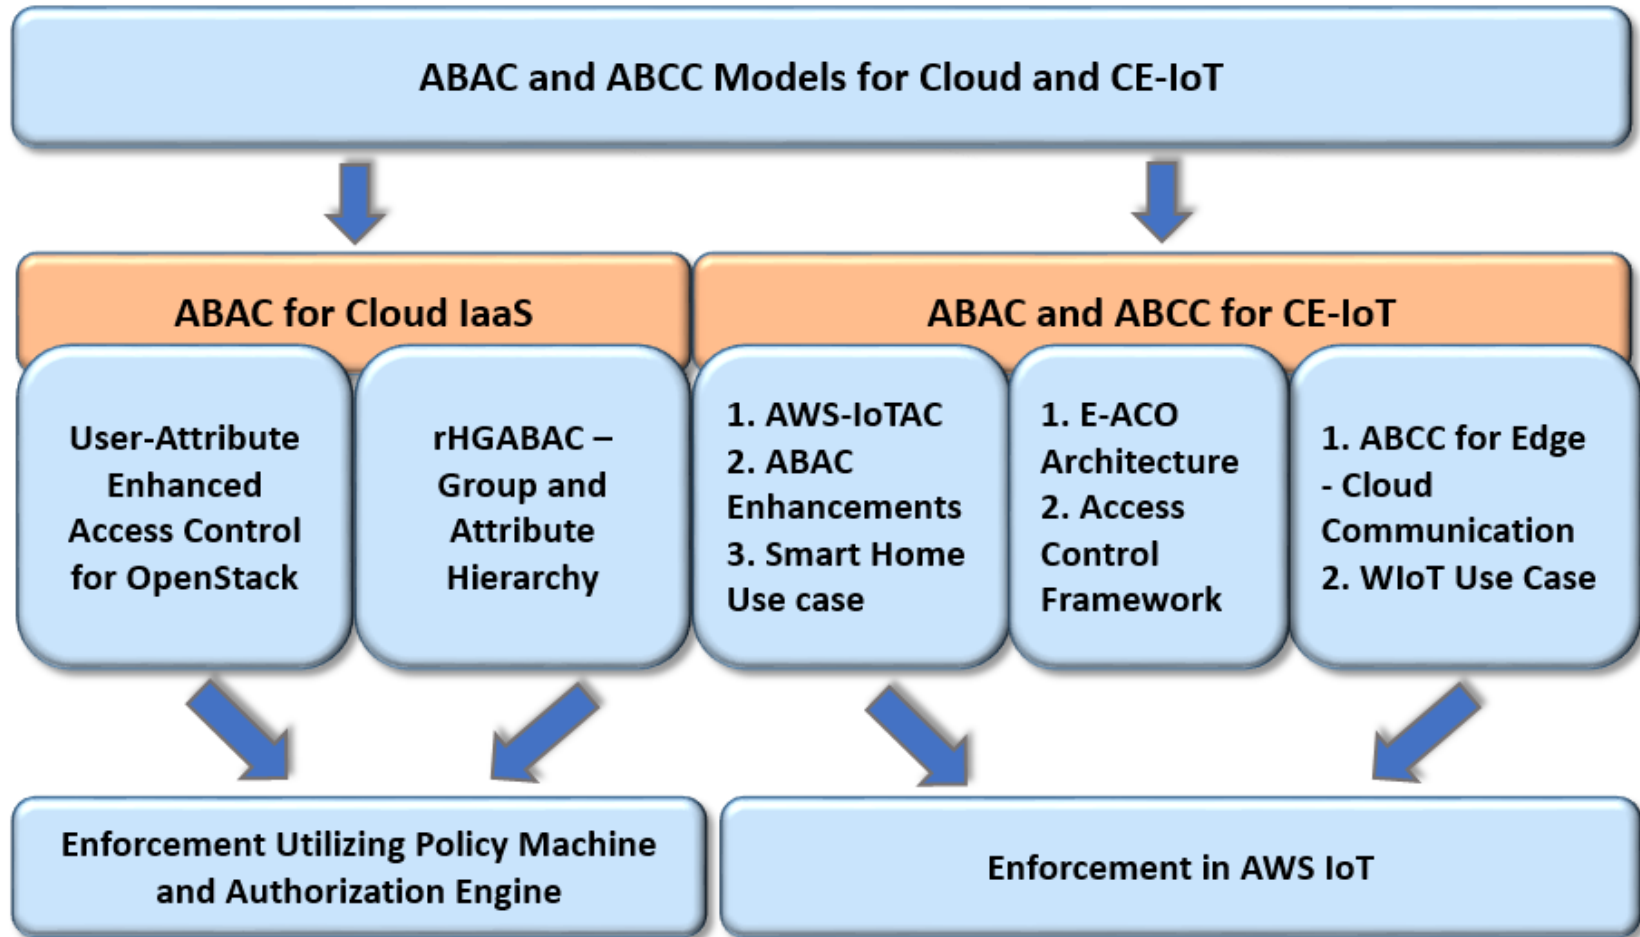 ABAC and ABCC Models for Cloud and CE-IoT
ABAC for Cloud IaaS
ABAC and ABCC for CE-IoT
User-Attribute
Enhanced
Access Control
for OpenStack
rHGABAC –
Group and
Attribute
Hierarchy
1. AWS-IoTAC
2. ABAC
Enhancements
3. Smart Home
Use case
1. E-ACO
Architecture
2. Access
Control
Framework
1. ABCC for Edge
- Cloud
Communication
2. WIoT Use Case
Enforcement Utilizing Policy Machine
and Authorization Engine
Enforcement in AWS IoT